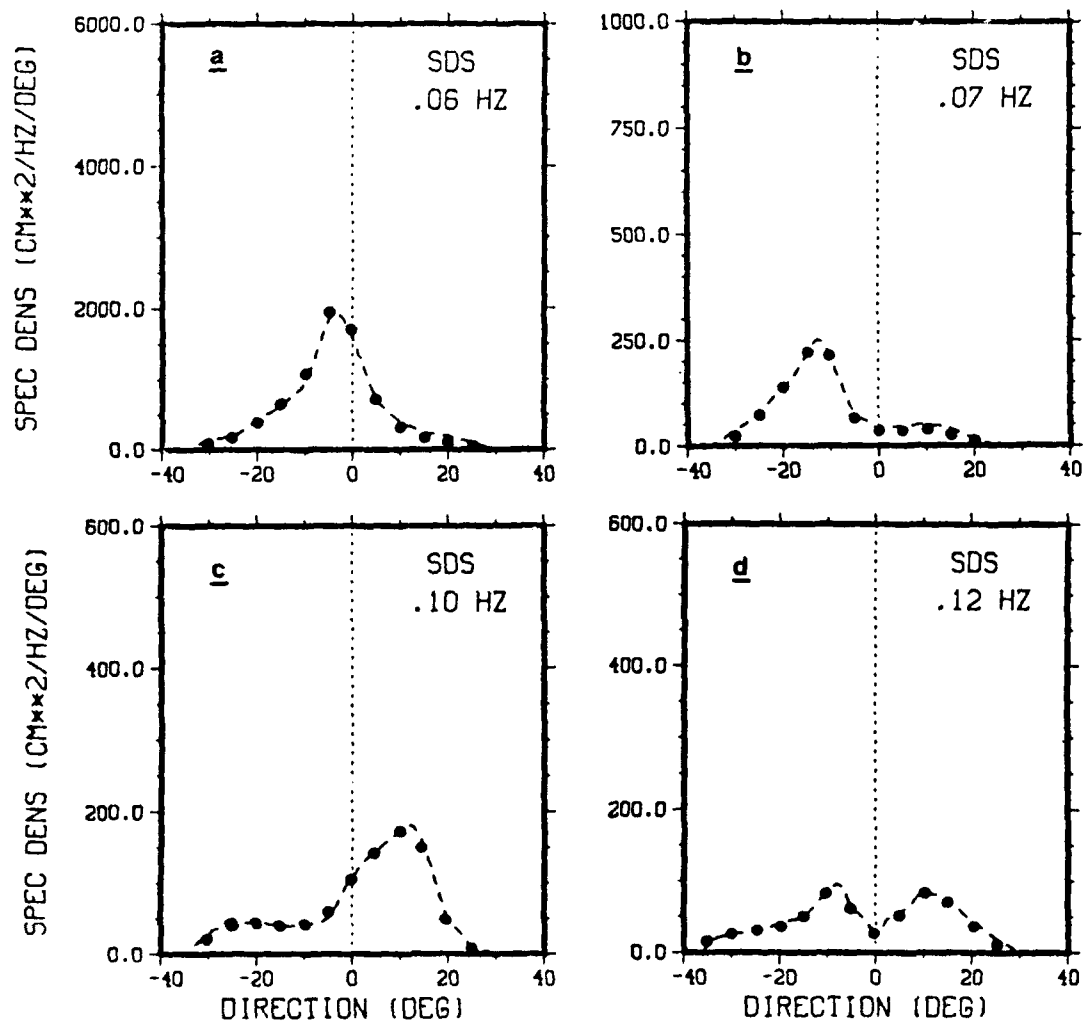 a
SDS
.06 HZ
6000.0
4000.0
2000.0
0.0
-40 -20 0 20 40
SPEC DENS (CM**2/HZ/DEG)
b
SDS
.07 HZ
1000.0
750.0
500.0
250.0
0.0
-40 -20 0 20 40
c
SDS
.10 HZ
600.0
400.0
200.0
0.0
-40 -20 0 20 40
SPEC DENS (CM**2/HZ/DEG)
DIRECTION (DEG)
d
SDS
.12 HZ
600.0
400.0
200.0
0.0
-40 -20 0 20 40
DIRECTION (DEG)